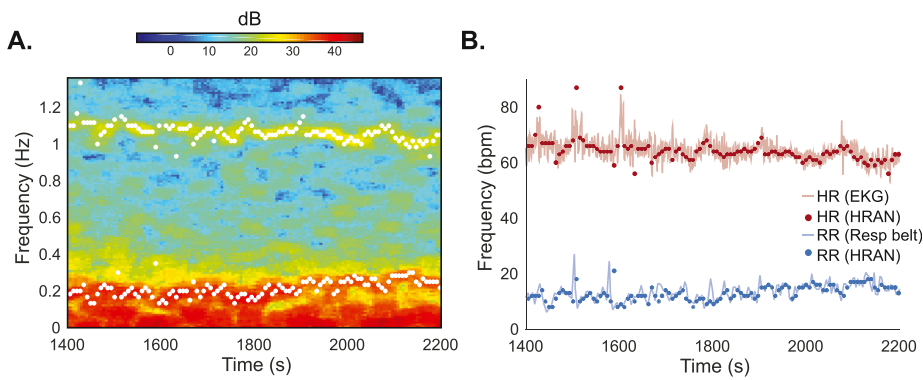 dB
A.
0 10 20 30 40
B.
Frequency (Hz)
1.2
1
0.8
0.6
0.4
0.2
0
1400 1600 1800 2000 2200
Time (s)
Frequency (bpm)
80
60
40
20
0
HR (EKG)
HR (HRAN)
RR (Resp belt)
RR (HRAN)
1400 1600 1800 2000 2200
Time (s)